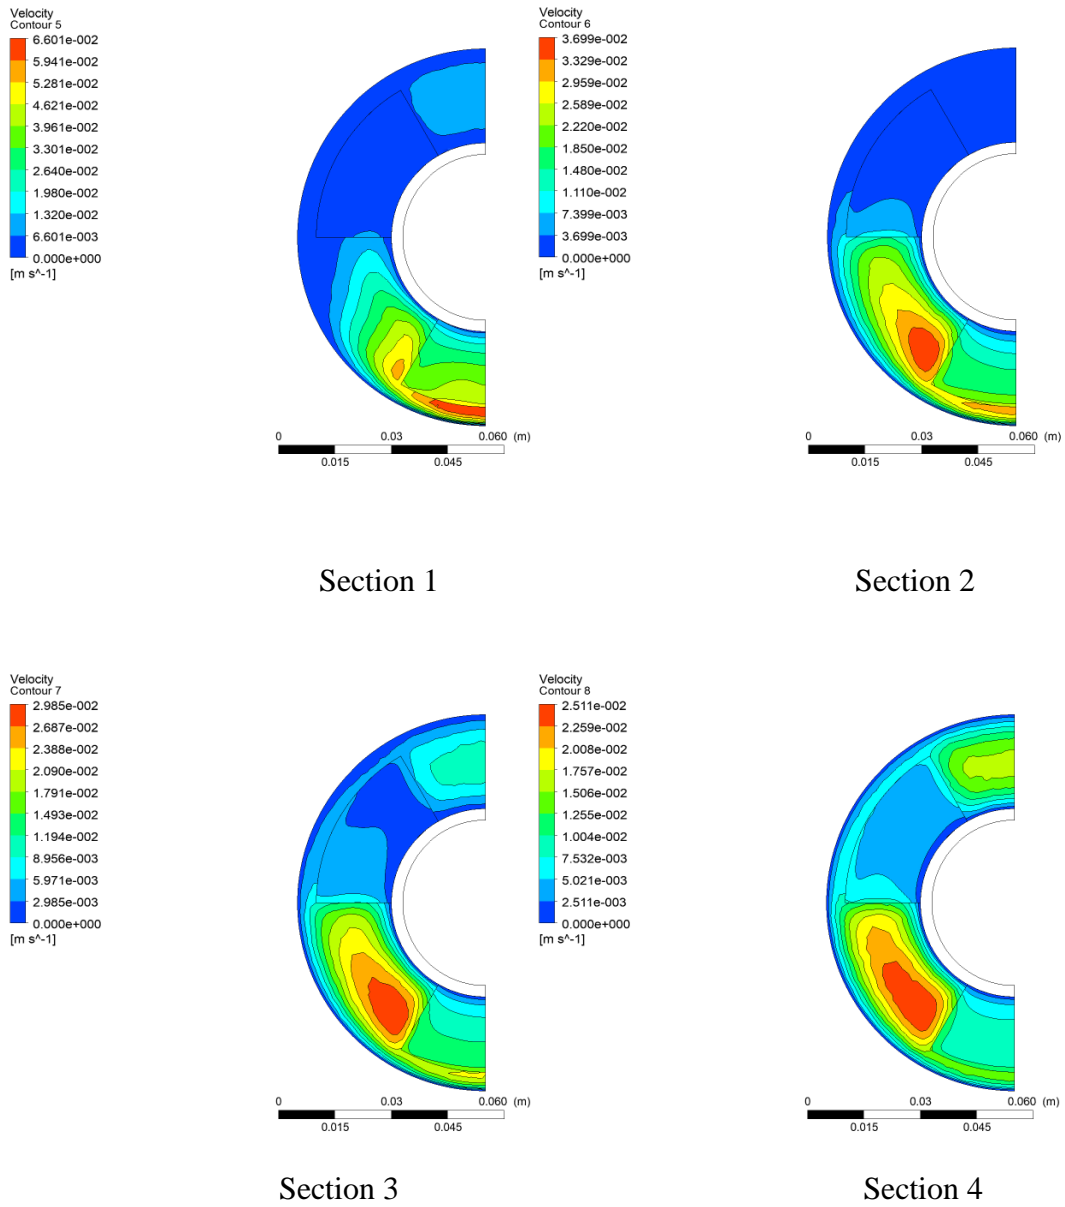 Velocity
Contour 5
6.601e-002
5.941e-002
5.281e-002
4.621e-002
3.961e-002
3.301e-002
2.640e-002
1.980e-002
1.320e-002
6.601e-003
0.000e+000
[m s^-1]
0 0.03 0.060 (m)
0.015 0.045
Section 1
Velocity
Contour 6
3.699e-002
3.329e-002
2.959e-002
2.589e-002
2.220e-002
1.850e-002
1.480e-002
1.110e-002
7.399e-003
3.699e-003
0.000e+000
[m s^-1]
0 0.03 0.060 (m)
0.015 0.045
Section 2
Velocity
Contour 7
2.985e-002
2.687e-002
2.388e-002
2.090e-002
1.791e-002
1.493e-002
1.194e-002
8.956e-003
5.971e-003
2.985e-003
0.000e+000
[m s^-1]
0 0.03 0.060 (m)
0.015 0.045
Section 3
Velocity
Contour 8
2.511e-002
2.259e-002
2.008e-002
1.757e-002
1.506e-002
1.255e-002
1.004e-002
7.532e-003
5.021e-003
2.511e-003
0.000e+000
[m s^-1]
0 0.03 0.060 (m)
0.015 0.045
Section 4